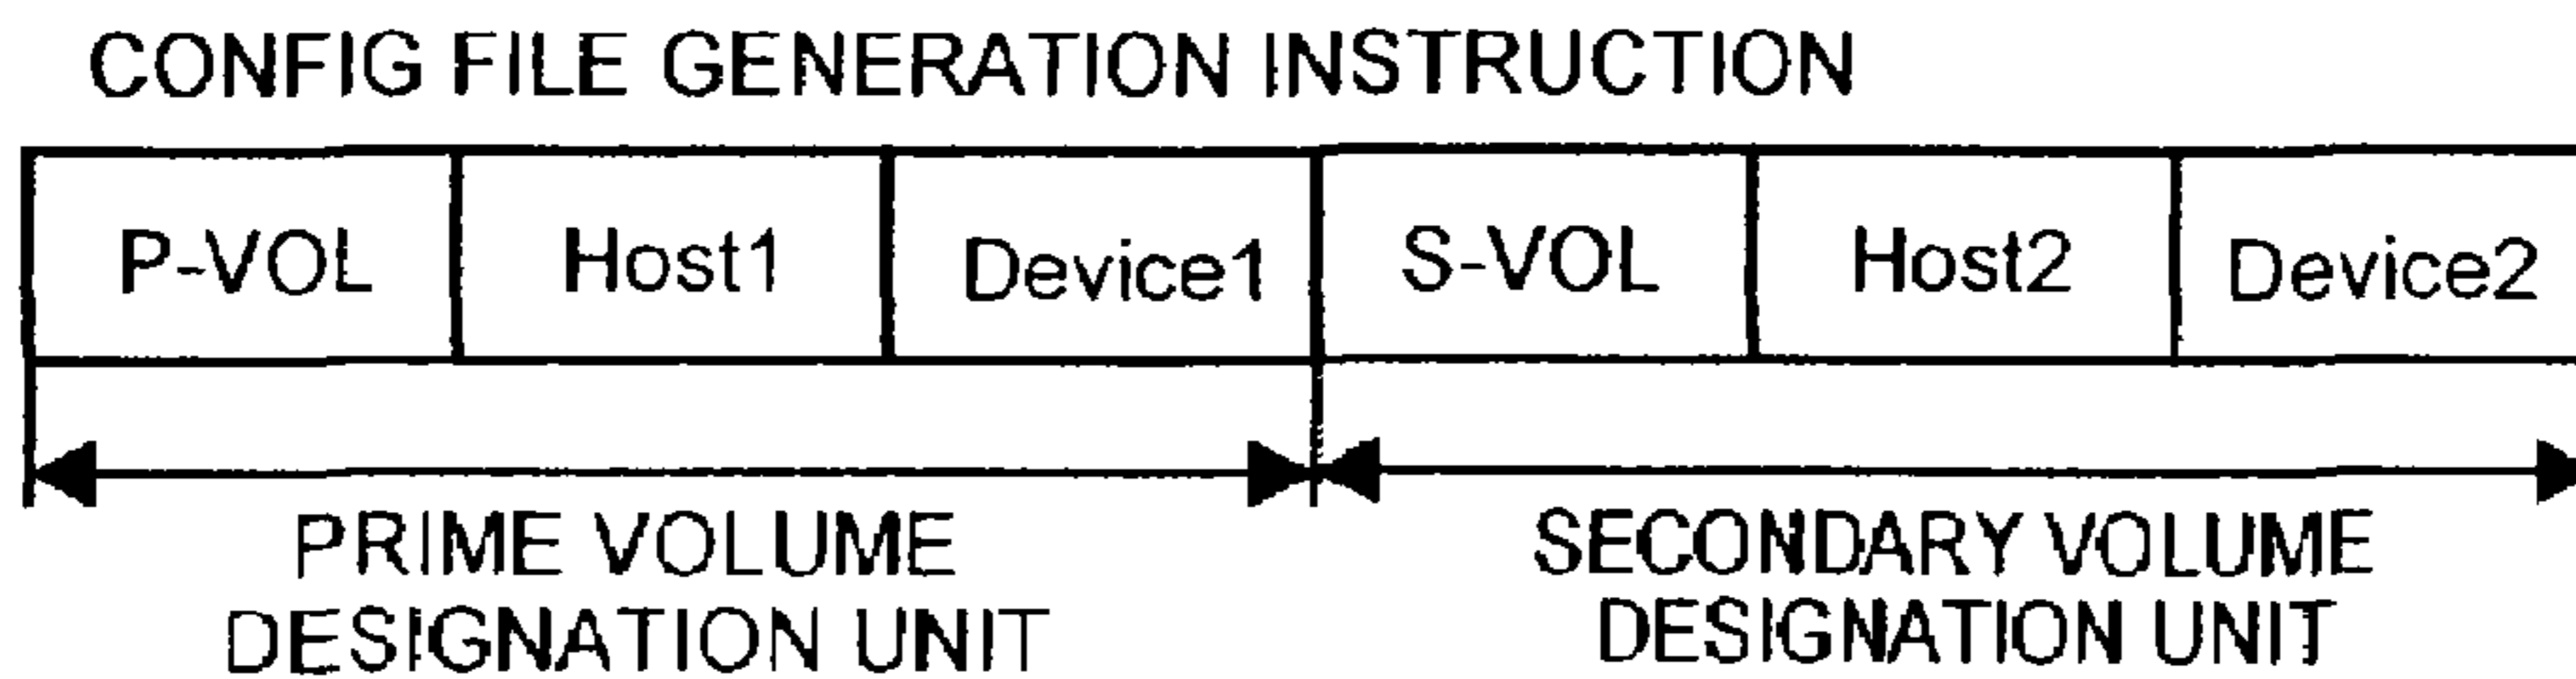 CONFIG FILE GENERATION INSTRUCTION
P-VOL Host1 Device1 S-VOL Host2 Device2
PRIME VOLUME
DESIGNATION UNIT
SECONDARY VOLUME
DESIGNATION UNIT